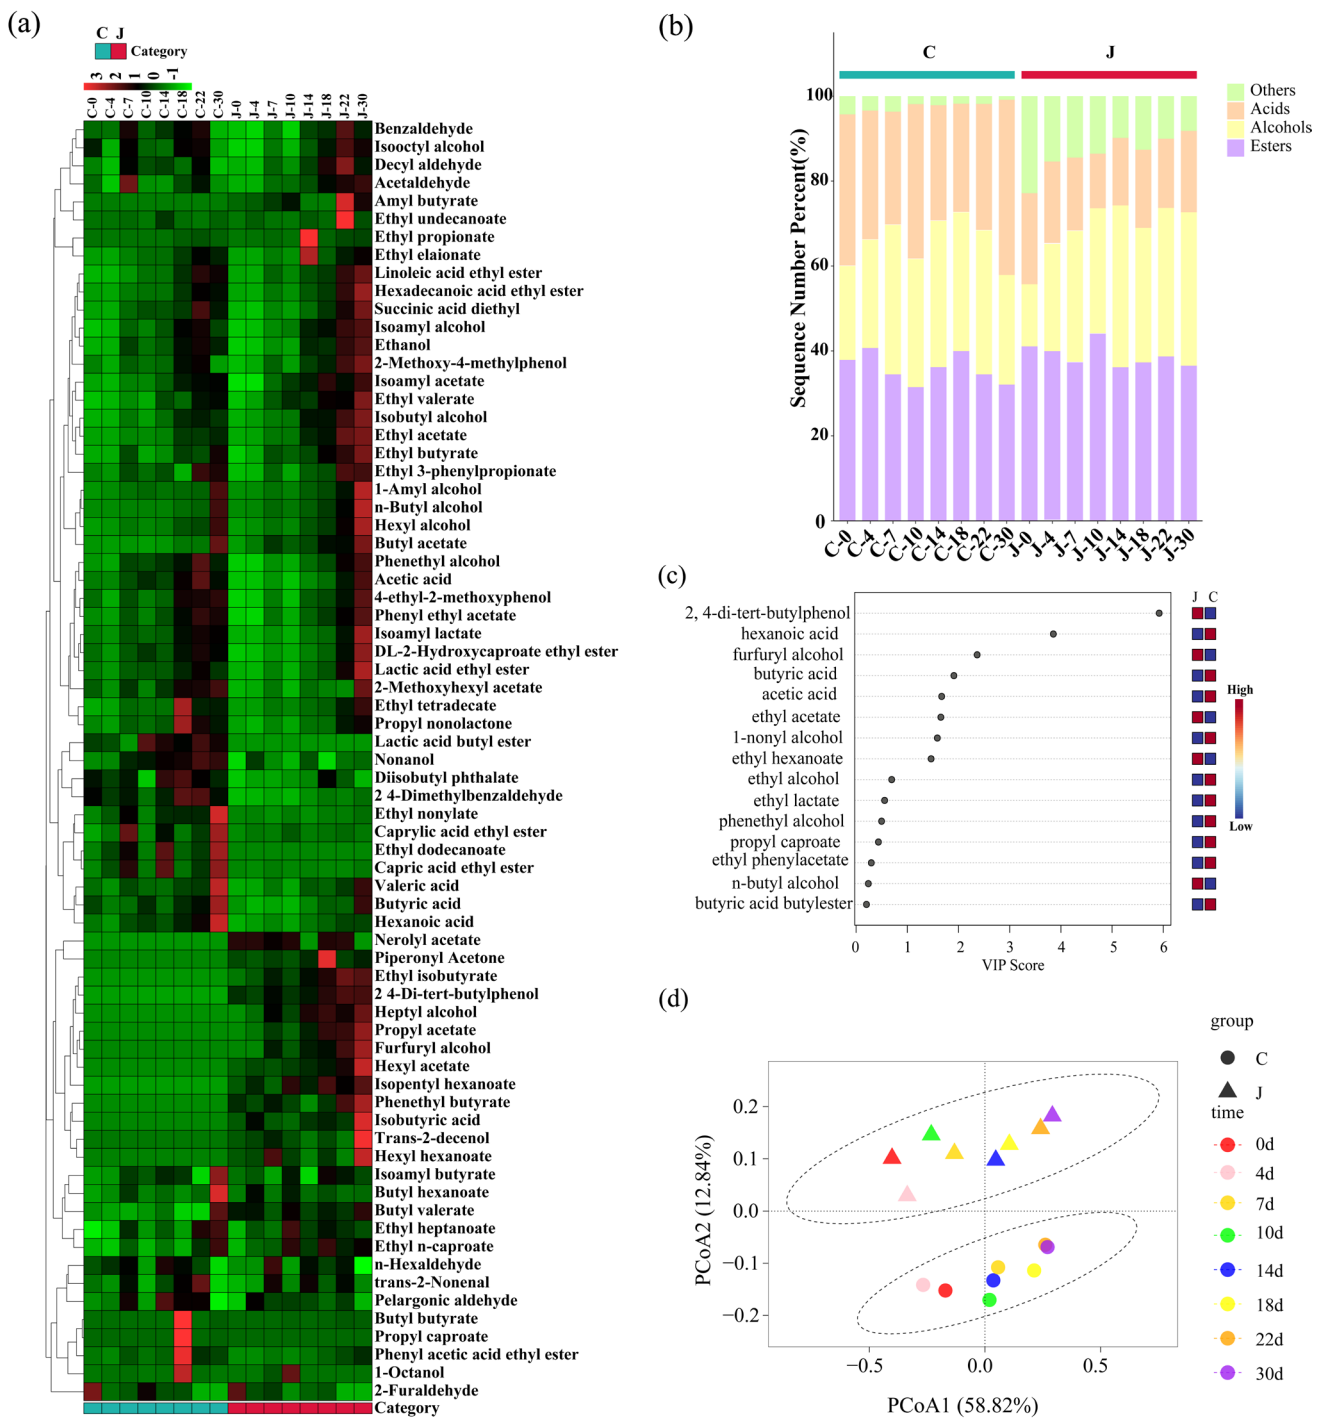 (a)
C J
Category
3 2 1 0 -1
C-0 C-4 C-7 C-10 C-14 C-18 C-22 C-30 J-0 J-4 J-7 J-10 J-14 J-18 J-22 J-30
Benzaldehyde
Isooctyl alcohol
Decyl aldehyde
Acetaldehyde
Amyl butyrate
Ethyl undecanoate
Ethyl propionate
Ethyl elaionate
Linoleic acid ethyl ester
Hexadecanoic acid ethyl ester
Succinic acid diethyl
Isoamyl alcohol
Ethanol
2-Methoxy-4-methylphenol
Isoamyl acetate
Ethyl valerate
Isobutyl alcohol
Ethyl acetate
Ethyl butyrate
Ethyl 3-phenylpropionate
1-Amyl alcohol
n-Butyl alcohol
Hexyl alcohol
Butyl acetate
Phenethyl alcohol
Acetic acid
4-ethyl-2-methoxyphenol
Phenyl ethyl acetate
Isoamyl lactate
DL-2-Hydroxycaproate ethyl ester
Lactic acid ethyl ester
2-Methoxyhexyl acetate
Ethyl tetradecate
Propyl nonolactone
Lactic acid butyl ester
Nonanol
Diisobutyl phthalate
2 4-Dimethylbenzaldehyde
Ethyl nonylate
Caprylic acid ethyl ester
Ethyl dodecanoate
Capric acid ethyl ester
Valeric acid
Butyric acid
Hexanoic acid
Nerolyl acetate
Piperonyl Acetone
Ethyl isobutyrate
2 4-Di-tert-butylphenol
Heptyl alcohol
Propyl acetate
Furfuryl alcohol
Hexyl acetate
Isopentyl hexanoate
Phenethyl butyrate
Isobutyric acid
Trans-2-decenol
Hexyl hexanoate
Isoamyl butyrate
Butyl hexanoate
Butyl valerate
Ethyl heptanoate
Ethyl n-caproate
n-Hexaldehyde
trans-2-Nonenal
Pelargonic aldehyde
Butyl butyrate
Propyl caproate
Phenyl acetic acid ethyl ester
1-Octanol
2-Furaldehyde
Category
(b)
C J
Sequence Number Percent(%)
100
80
60
40
20
0
C-0 C-4 C-7 C-10 C-14 C-18 C-22 C-30 J-0 J-4 J-7 J-10 J-14 J-18 J-22 J-30
Others
Acids
Alcohols
Esters
(c)
J C
2, 4-di-tert-butylphenol
hexanoic acid
furfuryl alcohol
butyric acid
acetic acid
ethyl acetate
1-nonyl alcohol
ethyl hexanoate
ethyl alcohol
ethyl lactate
phenethyl alcohol
propyl caproate
ethyl phenylacetate
n-butyl alcohol
butyric acid butylester
0 1 2 3 4 5 6
VIP Score
High
Low
(d)
PCoA2 (12.84%)
0.2
0.1
0.0
−0.1
−0.2
−0.5 0.0 0.5
PCoA1 (58.82%)
group
C
J
time
0d
4d
7d
10d
14d
18d
22d
30d